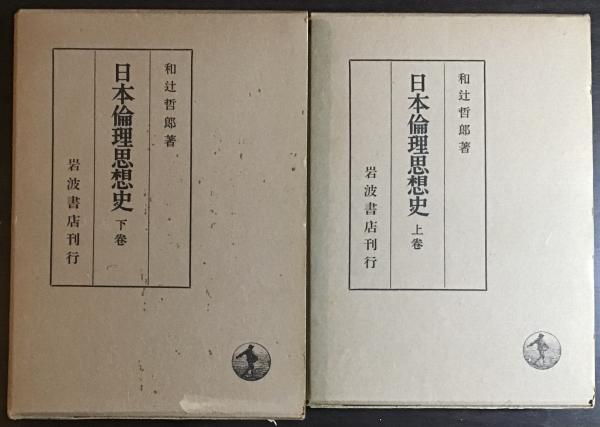 和辻哲郎著
日本倫理思想史 上卷
岩波書店刊行
和辻哲郎著
日本倫理思想史 下卷
岩波書店刊行